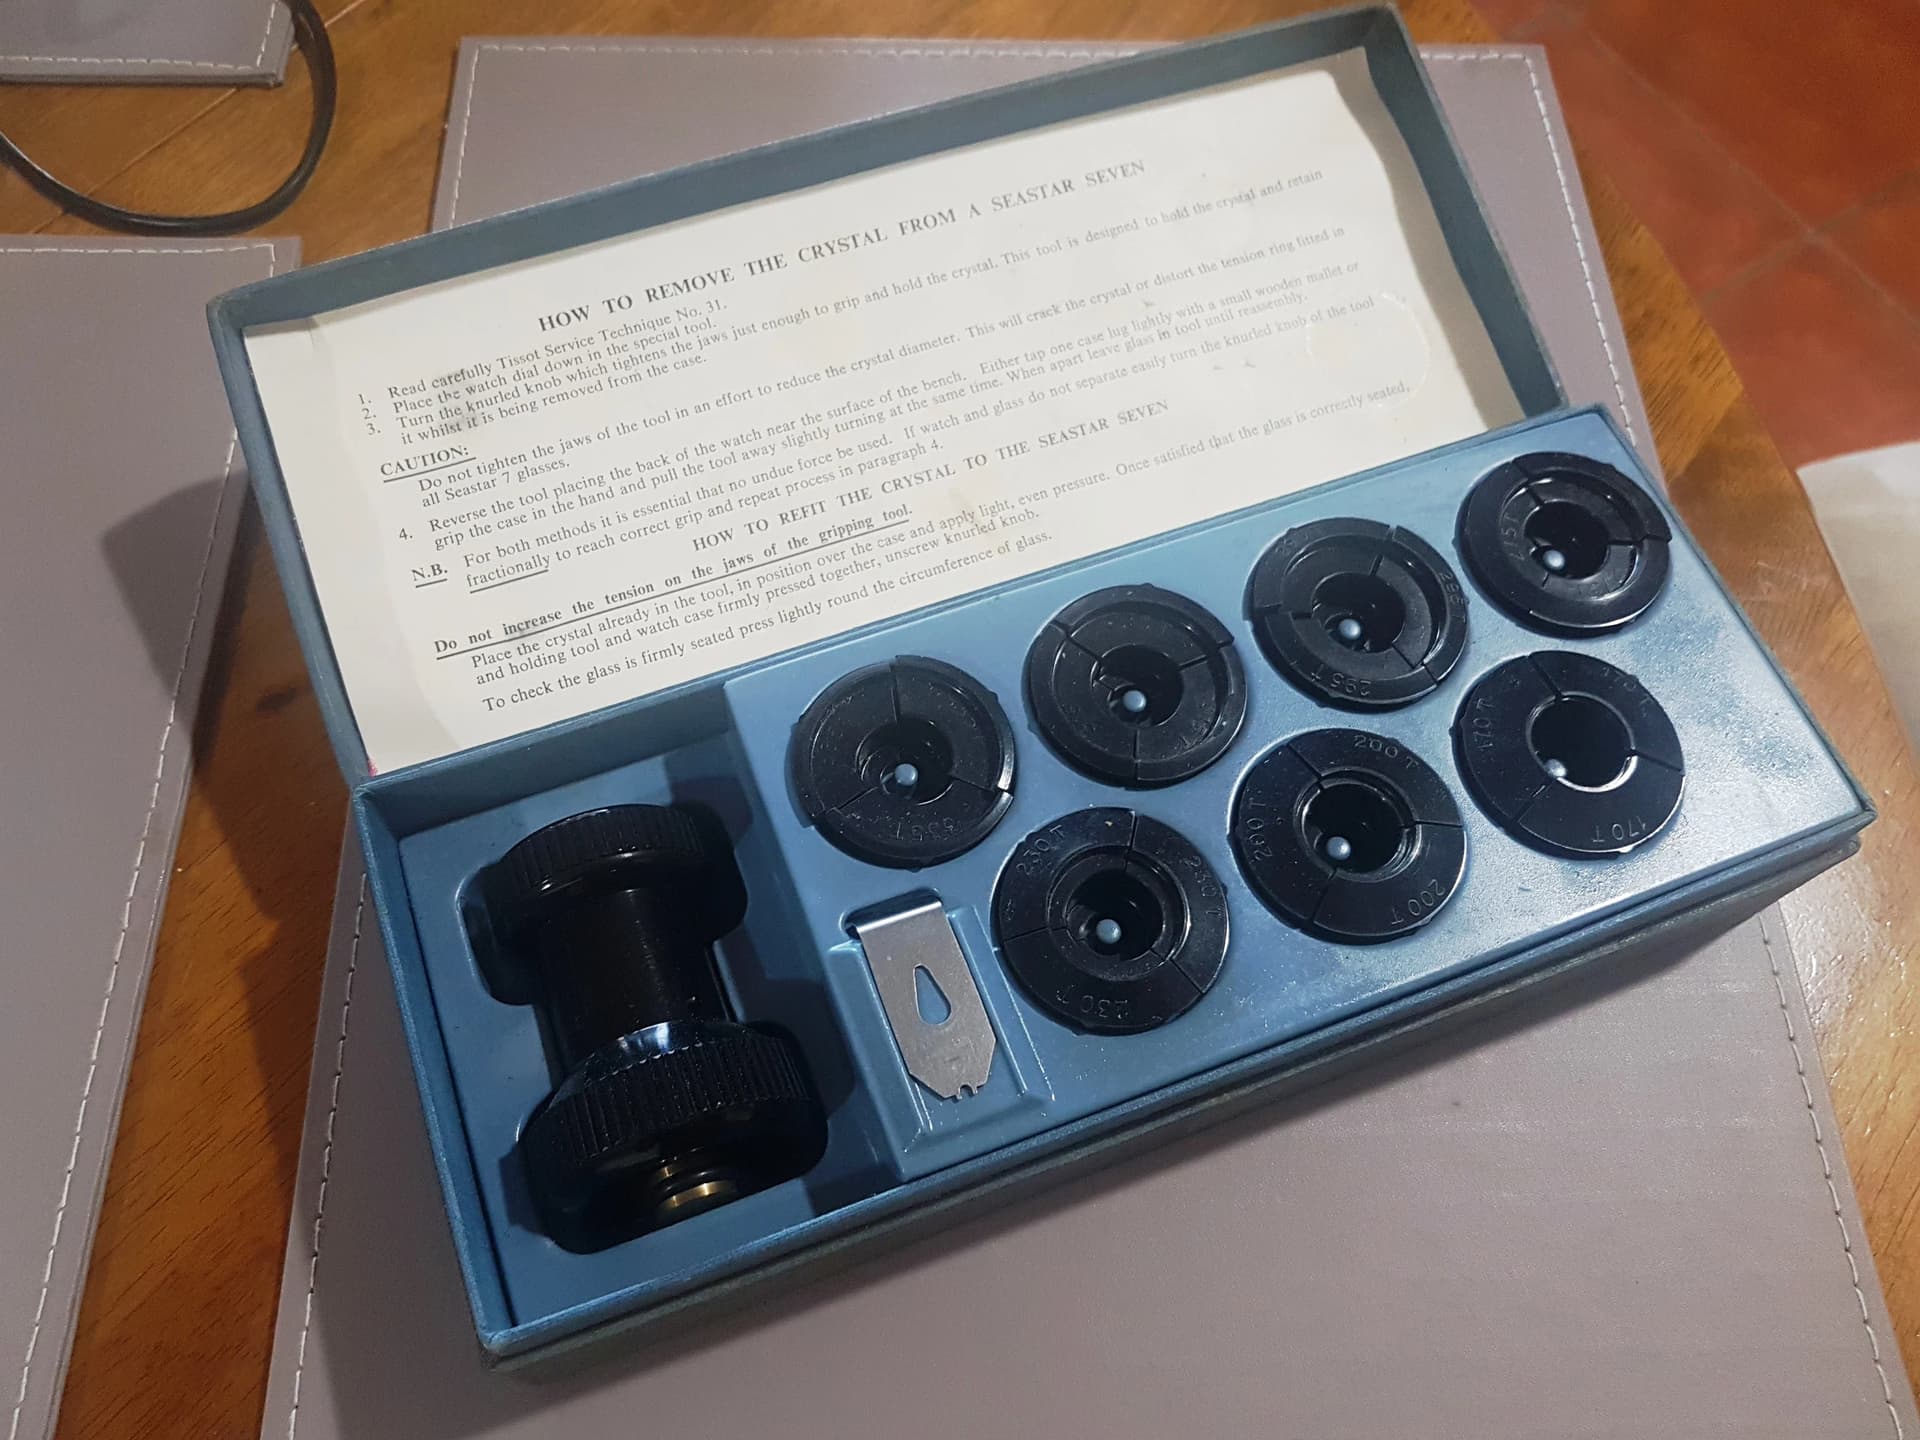 HOW TO REMOVE THE CRYSTAL FROM A SEASTAR SEVEN
1. Read carefully Tissot Service Technique No. 31.
2. Place the watch dial down in the special tool.
3. Turn the knurled knob which tightens the jaws just enough to grip and hold the crystal. This tool is designed to hold the crystal and retain
it whilst it is being removed from the case.
CAUTION:
Do not tighten the jaws of the tool in an effort to reduce the crystal diameter. This will crack the crystal or distort the tension ring fitted in
all Seastar 7 glasses.
4. Reverse the tool placing the back of the watch near the surface of the bench. Either tap one case lug lightly with a small wooden mallet or
grip the case in the hand and pull the tool away slightly turning at the same time. When apart leave glass in tool until reassembly.
N.B. For both methods it is essential that no undue force be used. If watch and glass do not separate easily turn the knurled knob of the tool
fractionally to reach correct grip and repeat process in paragraph 4.
HOW TO REFIT THE CRYSTAL TO THE SEASTAR SEVEN
Do not increase the tension on the jaws of the gripping tool.
Place the crystal already in the tool, in position over the case and apply light, even pressure. Once satisfied that the glass is correctly seated,
and holding tool and watch case firmly pressed together, unscrew knurled knob.
To check the glass is firmly seated press lightly round the circumference of glass.
295T
295T
230T
230T
230T
200T
200T
200T
170T
170T
170T